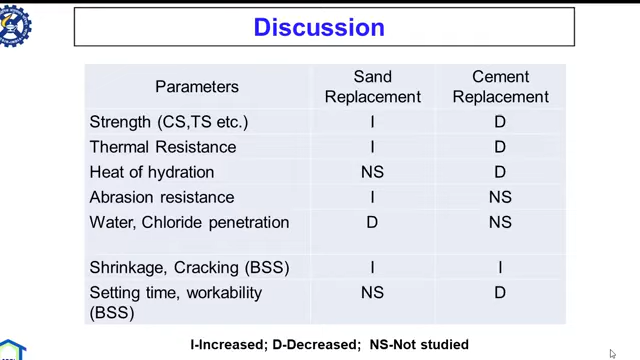 Discussion
Parameters Sand Replacement Cement Replacement
Strength (CS,TS etc.) I D
Thermal Resistance I D
Heat of hydration NS D
Abrasion resistance I NS
Water, Chloride penetration D NS
Shrinkage, Cracking (BSS) I I
Setting time, workability (BSS) NS D
I-Increased; D-Decreased; NS-Not studied